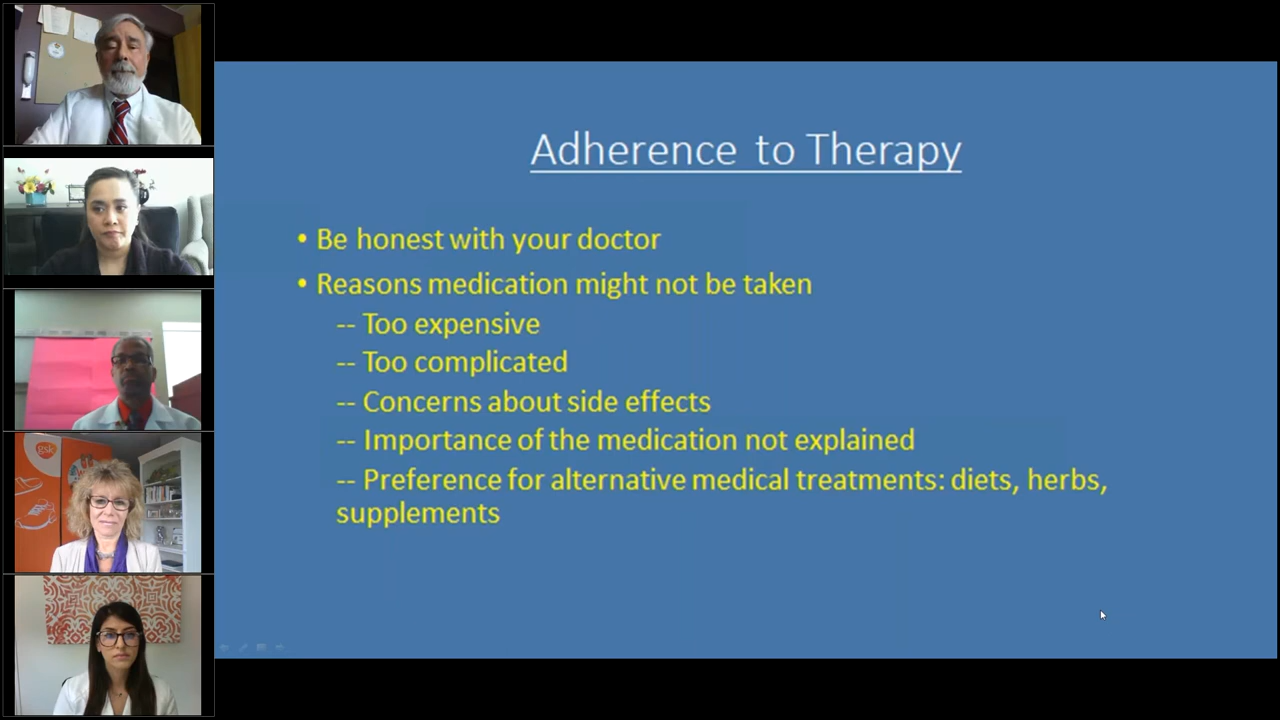 gsk
Adherence to Therapy
• Be honest with your doctor
• Reasons medication might not be taken
-- Too expensive
-- Too complicated
-- Concerns about side effects
-- Importance of the medication not explained
-- Preference for alternative medical treatments: diets, herbs,
supplements